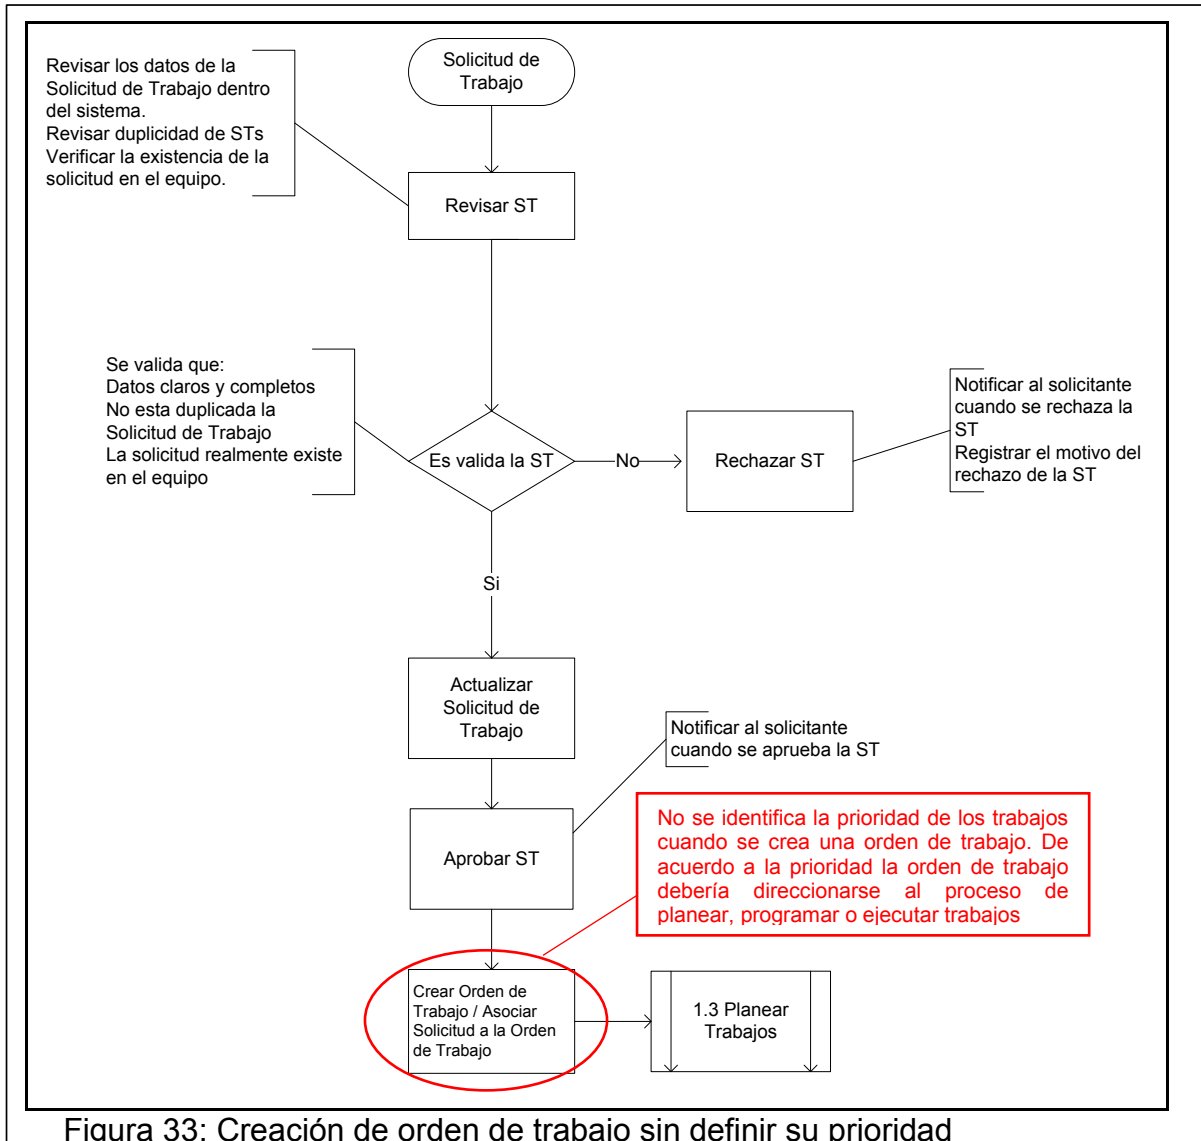 Solicitud de
Trabajo
Revisar los datos de la
Solicitud de Trabajo dentro
del sistema.
Revisar duplicidad de STs
Verificar la existencia de la
solicitud en el equipo.
Revisar ST
Se valida que:
Datos claros y completos
No esta duplicada la
Solicitud de Trabajo
La solicitud realmente existe
en el equipo
Es valida la ST
No
Rechazar ST
Notificar al solicitante
cuando se rechaza la
ST
Registrar el motivo del
rechazo de la ST
Si
Actualizar
Solicitud de
Trabajo
Notificar al solicitante
cuando se aprueba la ST
Aprobar ST
No se identifica la prioridad de los trabajos
cuando se crea una orden de trabajo. De
acuerdo a la prioridad la orden de trabajo
debería direccionarse al proceso de
planear, programar o ejecutar trabajos
Crear Orden de
Trabajo / Asociar
Solicitud a la Orden
de Trabajo
1.3 Planear
Trabajos
Figura 33: Creación de orden de trabajo sin definir su prioridad